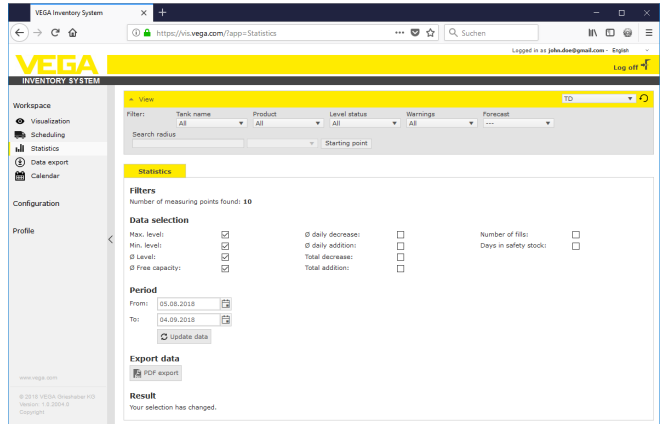 VEGA Inventory System
https://vis.vega.com/?app=Statistics
Suchen
Logged in as john.doe@gmail.com - English
VEGA
Log off
INVENTORY SYSTEM
View
TD
Workspace
Filter: Tank name Product Level status Warnings Forecast
All All All All ---
Visualization
Search radius
Scheduling
Starting point
Statistics
Data export
Calendar
Statistics
Filters
Number of measuring points found: 10
Configuration
Data selection
Profile
Max. level: Ø daily decrease: Number of fills:
Min. level: Ø daily addition: Days in safety stock:
Ø Level: Total decrease:
Ø Free capacity: Total addition:
Period
From: 05.08.2018
To: 04.09.2018
Update data
Export data
PDF export
www.vega.com
Result
Your selection has changed.
Copyright